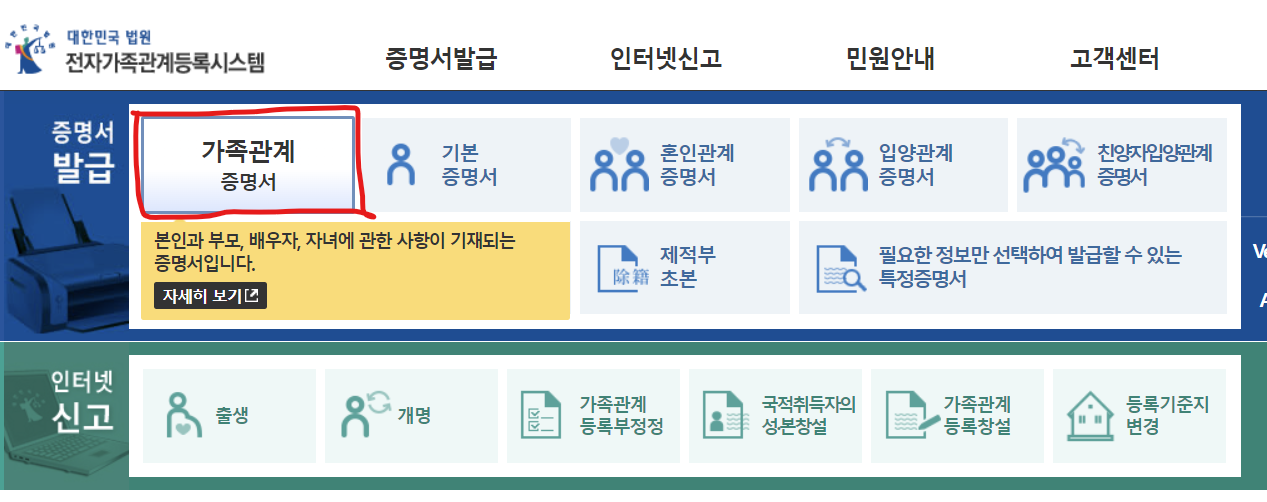 대한민국 법원
전자가족관계등록시스템
증명서발급
인터넷신고
민원안내
고객센터
증명서
발급
가족관계
증명서
기본
증명서
혼인관계
증명서
입양관계
증명서
친양자입양관계
증명서
본인과 부모, 배우자, 자녀에 관한 사항이 기재되는
증명서입니다.
자세히 보기
除籍
제적부
초본
필요한 정보만 선택하여 발급할 수 있는
특정증명서
인터넷
신고
출생
개명
가족관계
등록부정정
국적취득자의
성·본창설
가족관계
등록창설
등록기준지
변경